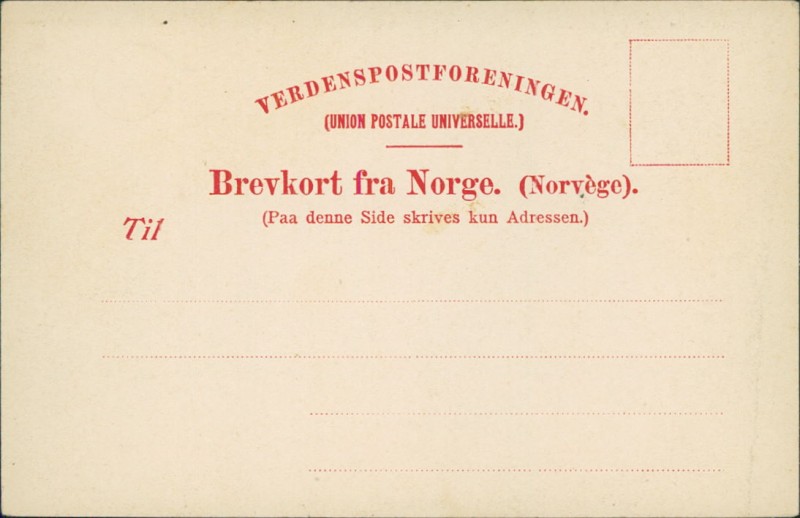 VERDENSPOSTFORENINGEN.
(UNION POSTALE UNIVERSELLE.)
Brevkort fra Norge. (Norvège).
(Paa denne Side skrives kun Adressen.)
Til